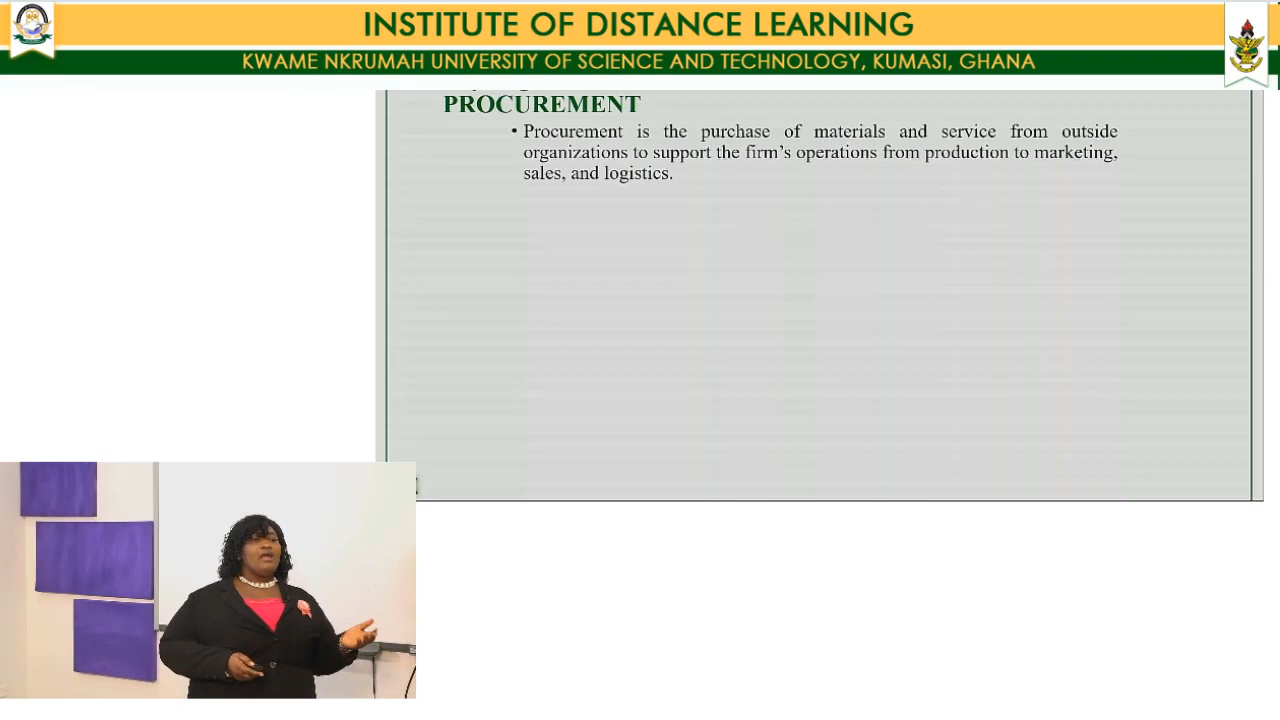 INSTITUTE OF DISTANCE LEARNING
KWAME NKRUMAH UNIVERSITY OF SCIENCE AND TECHNOLOGY, KUMASI, GHANA
PROCUREMENT
• Procurement is the purchase of materials and service from outside
organizations to support the firm's operations from production to marketing,
sales, and logistics.